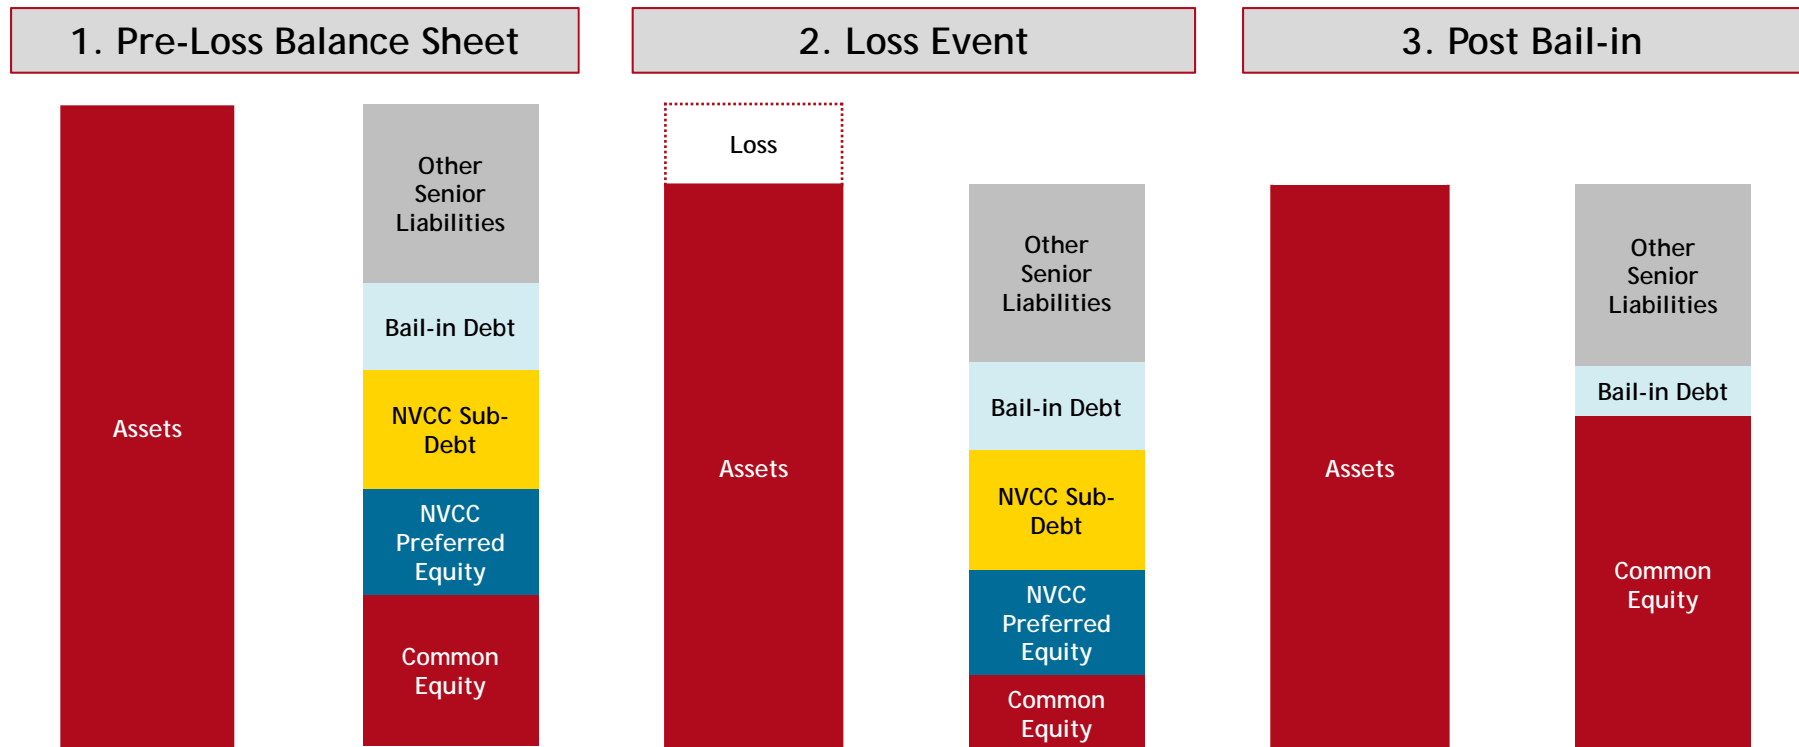 1. Pre-Loss Balance Sheet
Assets
Other
Senior
Liabilities
Bail-in Debt
NVCC Sub-
Debt
NVCC
Preferred
Equity
Common
Equity
2. Loss Event
Loss
Assets
Other
Senior
Liabilities
Bail-in Debt
NVCC Sub-
Debt
NVCC
Preferred
Equity
Common
Equity
3. Post Bail-in
Assets
Other
Senior
Liabilities
Bail-in Debt
Common
Equity